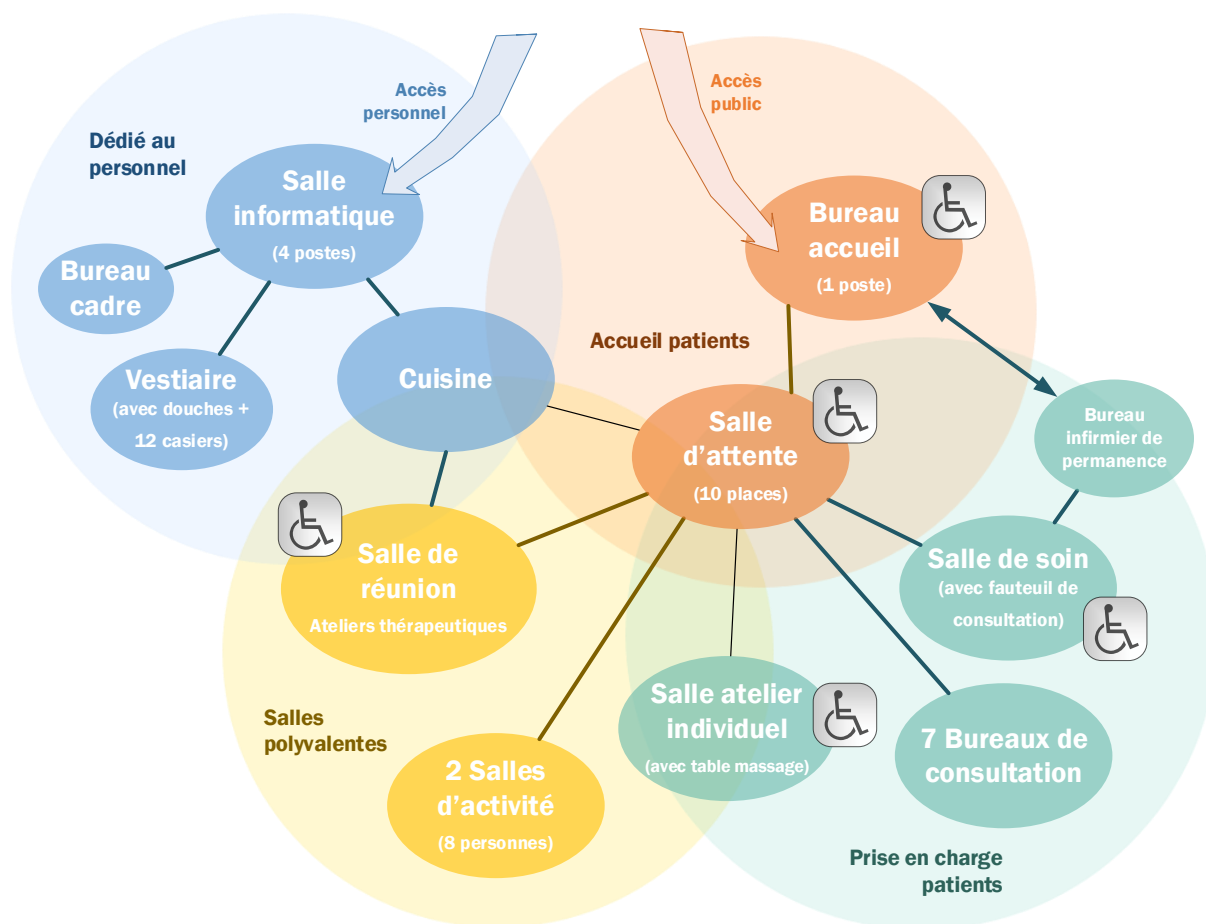 Accès
personnel
Accès
public
Dédié au
personnel
Salle
informatique
(4 postes)
Bureau
accueil
(1 poste)
Bureau
cadre
Accueil patients
Vestiaire
(avec douches +
12 casiers)
Cuisine
Salle
d’attente
(10 places)
Bureau
infirmier de
permanence
Salle de
réunion
Ateliers thérapeutiques
Salle de soin
(avec fauteuil de
consultation)
Salles
polyvalentes
Salle atelier
individuel
(avec table massage)
7 Bureaux de
consultation
2 Salles
d’activité
(8 personnes)
Prise en charge
patients